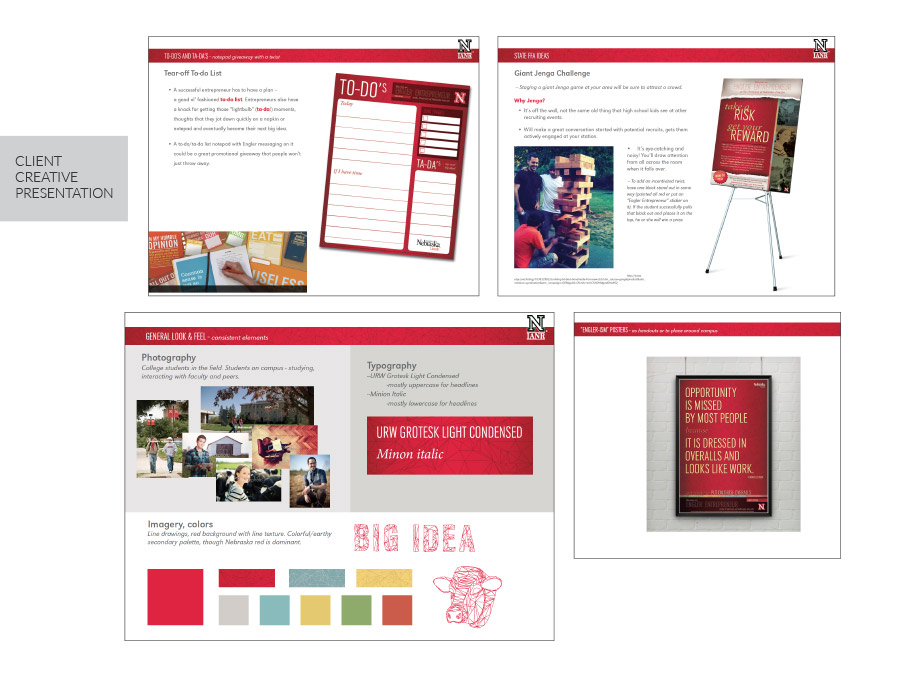 CLIENT
CREATIVE
PRESENTATION
TO-DO'S AND TA-DA'S - notepad giveaway with a twist
N
IANR
Tear-off To-do List
• A successful entrepreneur has to have a plan –
a good ol' fashioned to-do list. Entrepreneurs also have
a knack for getting those "lightbulb" (ta-da!) moments,
thoughts that they jot down quickly on a napkin or
notepad and eventually become their next big idea.
• A to-do/ta-da list notepad with Engler messaging on it
could be a great promotional giveaway that people won't
just throw away.
TO-DO'S
Today
If I have time
TA-DA'S
Nebraska
OPINION
EAT
USELESS
STATE FFA IDEAS
N
IANR
Giant Jenga Challenge
– Staging a giant Jenga game at your area will be sure to attract a crowd.
Why Jenga?
• It's off the wall, not the same old thing that high school kids see at other
recruiting events.
• Will make a great conversation started with potential recruits, gets them
actively engaged at your station.
• It's eye-catching and
noisy! You'll draw attention
from all across the room
when it falls over.
– To add an incentivized twist,
have one block stand out in some
way (painted all red or put an
"Engler Entrepreneur" sticker on
it). If the student successfully pulls
that block out and places it on the
top, he or she will win a prize.
take a
RISK
get your
REWARD
GENERAL LOOK & FEEL - consistent elements
N
IANR
Photography
College students in the field. Students on campus - studying,
interacting with faculty and peers.
Typography
–URW Grotesk Light Condensed
-mostly uppercase for headlines
–Minion Italic
-mostly lowercase for headlines
URW GROTESK LIGHT CONDENSED
Minon italic
Imagery, colors
Line drawings, red background with line texture. Colorful/earthy
secondary palette, though Nebraska red is dominant.
BIG IDEA
"ENGLER-ISM" POSTERS - as handouts or to place around campus
OPPORTUNITY
IS MISSED
BY MOST PEOPLE
because
IT IS DRESSED IN
OVERALLS AND
LOOKS LIKE WORK.
N